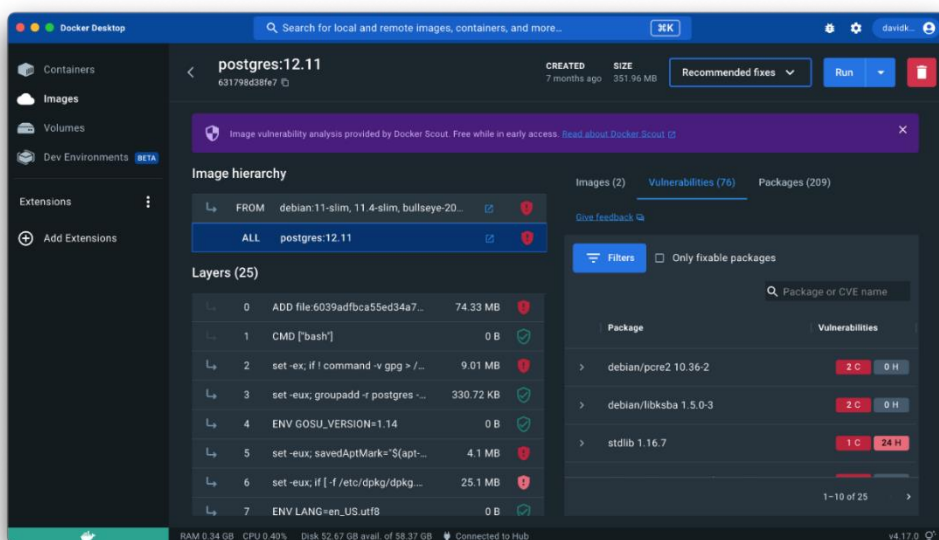 Docker Desktop
Search for local and remote images, containers, and more...
⌘K
davidk...
Containers
Images
Volumes
Dev Environments BETA
Extensions
Add Extensions
postgres:12.11
631798d38fe7
CREATED
7 months ago
SIZE
351.96 MB
Recommended fixes
Run
Image vulnerability analysis provided by Docker Scout. Free while in early access. Read about Docker Scout
Image hierarchy
FROM debian:11-slim, 11.4-slim, bullseye-20...
ALL postgres:12.11
Layers (25)
0 ADD file:6039adfbca55ed34a7... 74.33 MB
1 CMD ["bash"] 0 B
2 set -ex; if ! command -v gpg > /... 9.01 MB
3 set -eux; groupadd -r postgres -... 330.72 KB
4 ENV GOSU_VERSION=1.14 0 B
5 set -eux; savedAptMark="$(apt-... 4.1 MB
6 set -eux; if [ -f /etc/dpkg/dpkg.... 25.1 MB
7 ENV LANG=en_US.utf8 0 B
Images (2) Vulnerabilities (76) Packages (209)
Give feedback
Filters Only fixable packages
Package or CVE name
Package Vulnerabilities
debian/pcre2 10.36-2 2 C 0 H
debian/libksba 1.5.0-3 2 C 0 H
stdlib 1.16.7 1 C 24 H
1–10 of 25
RAM 0.34 GB CPU 0.40% Disk 52.67 GB avail. of 58.37 GB Connected to Hub v4.17.0